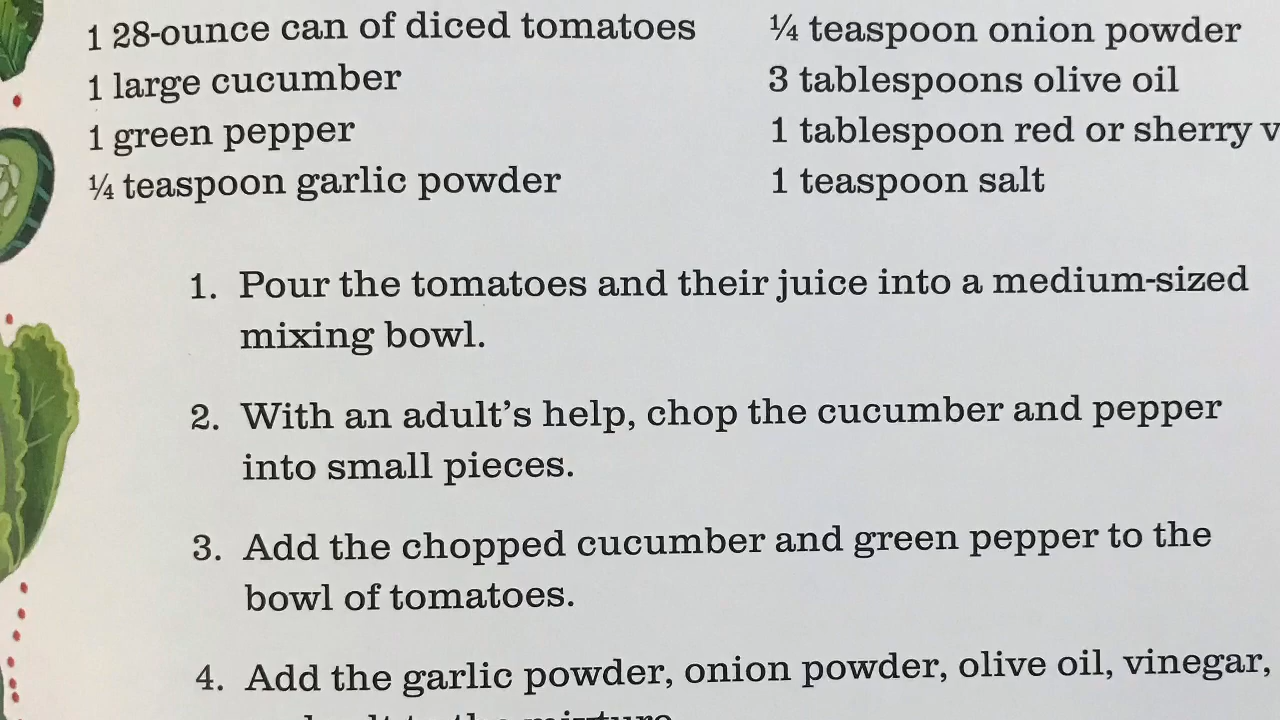 1 28-ounce can of diced tomatoes
1 large cucumber
1 green pepper
¼ teaspoon garlic powder
¼ teaspoon onion powder
3 tablespoons olive oil
1 tablespoon red or sherry
1 teaspoon salt
1. Pour the tomatoes and their juice into a medium-sized
mixing bowl.
2. With an adult's help, chop the cucumber and pepper
into small pieces.
3. Add the chopped cucumber and green pepper to the
bowl of tomatoes.
4. Add the garlic powder, onion powder, olive oil, vinegar,
to the mixture